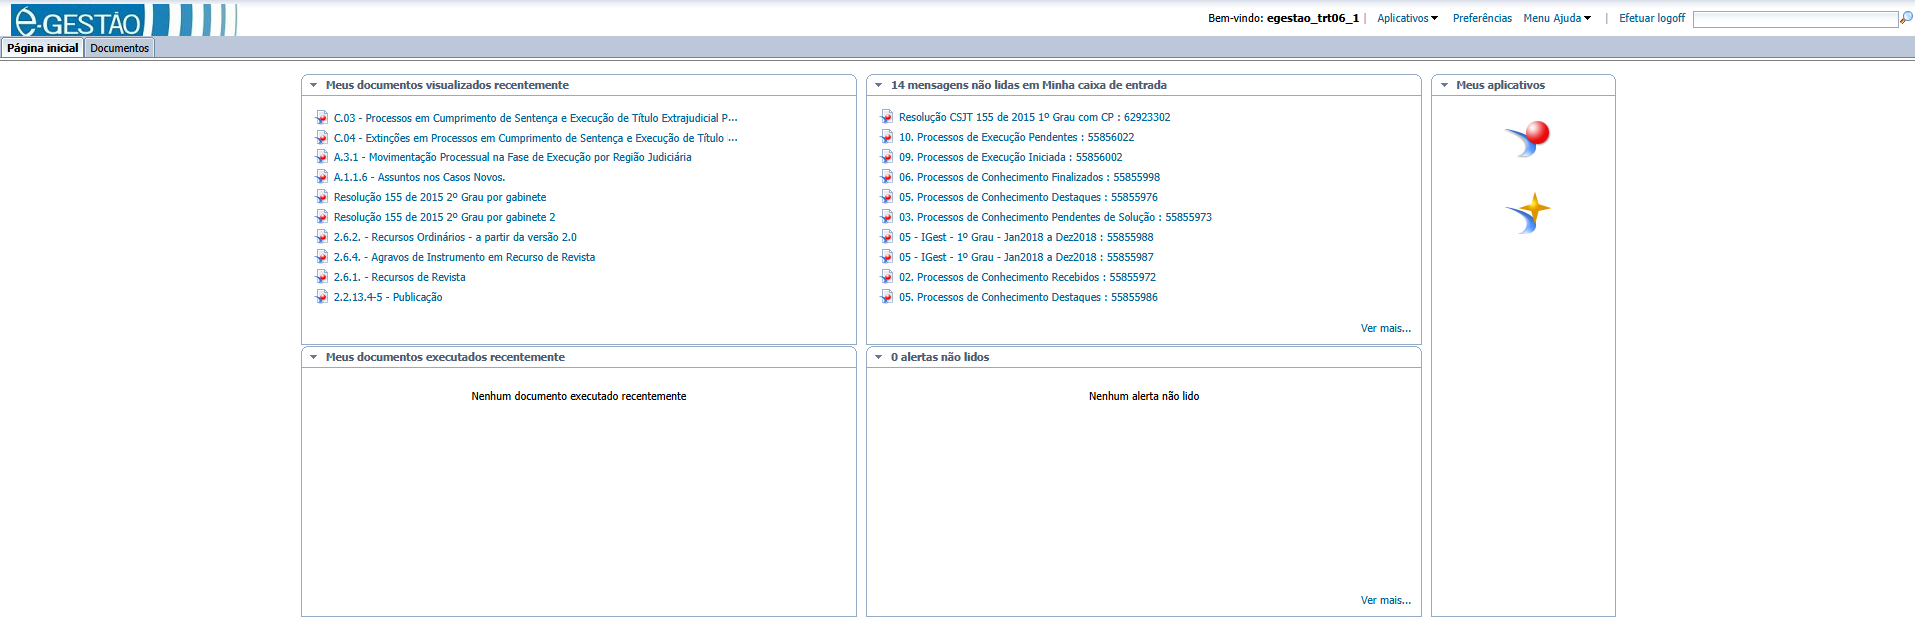 é-GESTÃO
Bem-vindo: egestao_trt06_1 | Aplicativos Preferências Menu Ajuda | Efetuar logoff
Página inicial Documentos
Meus documentos visualizados recentemente
C.03 - Processos em Cumprimento de Sentença e Execução de Título Extrajudicial P...
C.04 - Extinções em Processos em Cumprimento de Sentença e Execução de Título ...
A.3.1 - Movimentação Processual na Fase de Execução por Região Judiciária
A.1.1.6 - Assuntos nos Casos Novos.
Resolução 155 de 2015 2º Grau por gabinete
Resolução 155 de 2015 2º Grau por gabinete 2
2.6.2. - Recursos Ordinários - a partir da versão 2.0
2.6.4. - Agravos de Instrumento em Recurso de Revista
2.6.1. - Recursos de Revista
2.2.13.4-5 - Publicação
14 mensagens não lidas em Minha caixa de entrada
Resolução CSJT 155 de 2015 1º Grau com CP : 62923302
10. Processos de Execução Pendentes : 55856022
09. Processos de Execução Iniciada : 55856002
06. Processos de Conhecimento Finalizados : 55855998
05. Processos de Conhecimento Destaques : 55855976
03. Processos de Conhecimento Pendentes de Solução : 55855973
05 - IGest - 1º Grau - Jan2018 a Dez2018 : 55855988
05 - IGest - 1º Grau - Jan2018 a Dez2018 : 55855987
02. Processos de Conhecimento Recebidos : 55855972
05. Processos de Conhecimento Destaques : 55855986
Ver mais...
Meus aplicativos
Meus documentos executados recentemente
Nenhum documento executado recentemente
0 alertas não lidos
Nenhum alerta não lido
Ver mais...